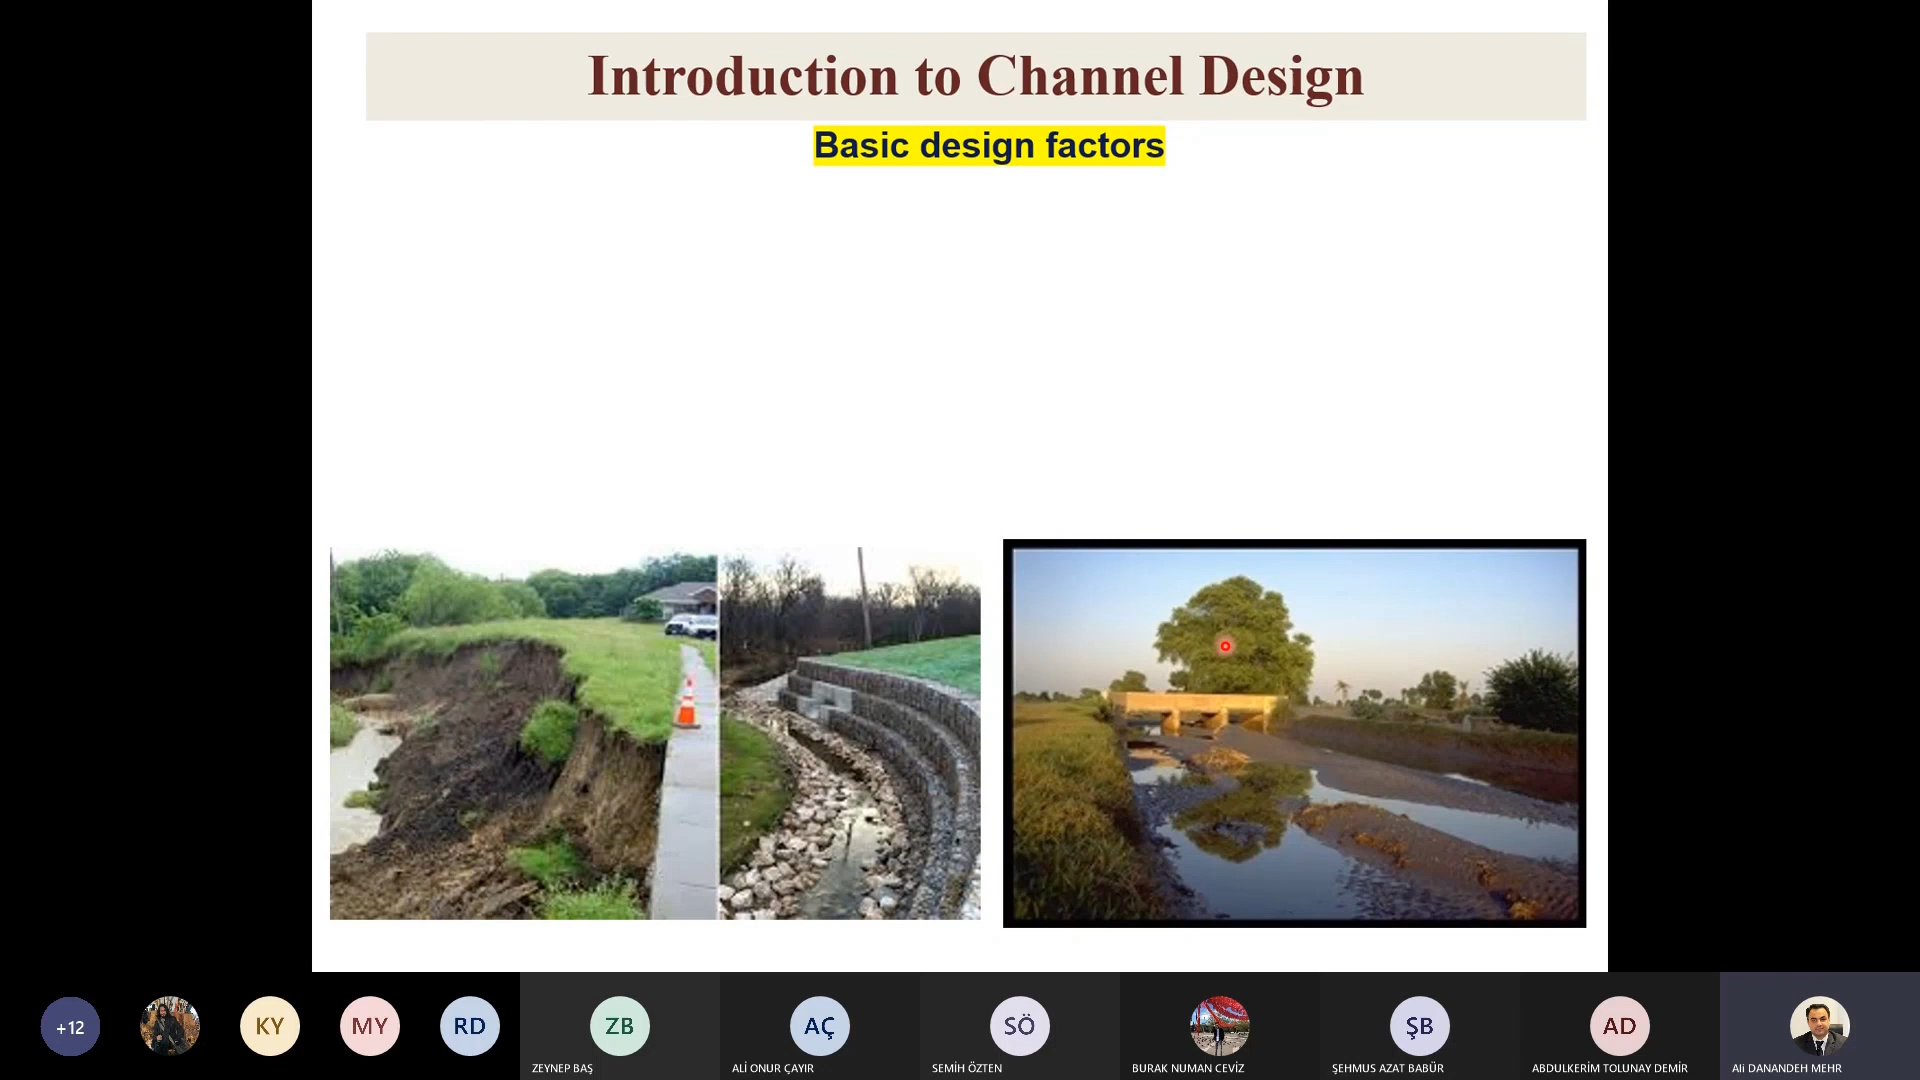 Introduction to Channel Design
Basic design factors
+12
KY
MY
RD
ZB
AÇ
SÖ
ŞB
AD
ZEYNEP BAŞ
ALİ ONUR ÇAYIR
SEMİH ÖZTEN
BURAK NUMAN CEVİZ
ŞEHMUS AZAT BABÜR
ABDULKERİM TOLUNAY DEMİR
Ali DANANDEH MEHR